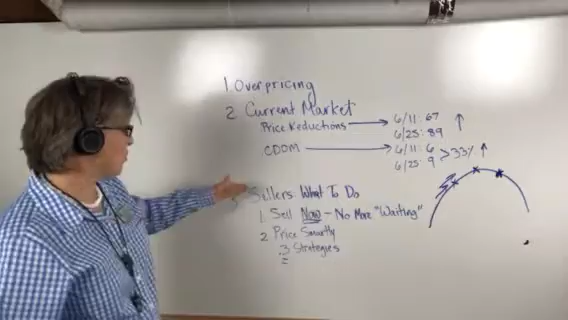 1. Overpricing
2. Current Market
Price Reductions → 6/11: 67 ↑
6/25: 89
CDOM → 6/11: 6 > 33% ↑
6/25: 9
Sellers What To Do
1 Sell Now - No More "Waiting"
2 Price Smartly
3 Strategies